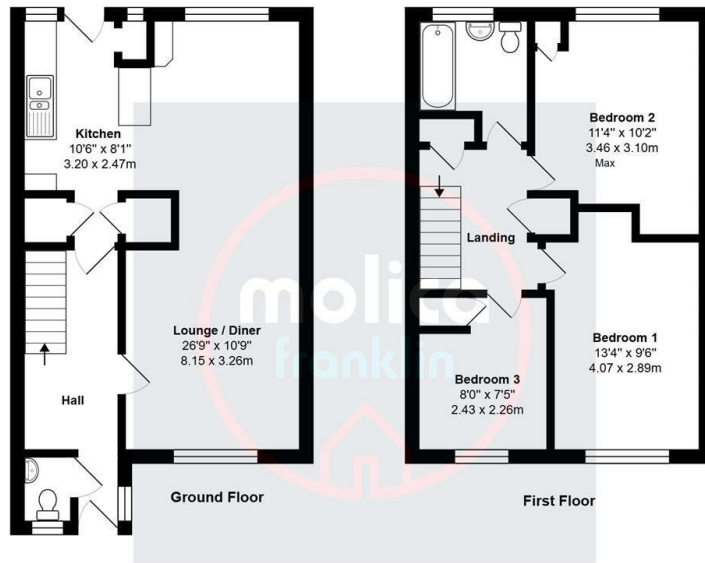 Kitchen
10'6" x 8'1"
3.20 x 2.47m
Lounge / Diner
26'9" x 10'9"
8.15 x 3.26m
Hall
Ground Floor
Bedroom 2
11'4" x 10'2"
3.46 x 3.10m
Max
Landing
Bedroom 1
13'4" x 9'6"
4.07 x 2.89m
Bedroom 3
8'0" x 7'5"
2.43 x 2.26m
First Floor
molica
franklin